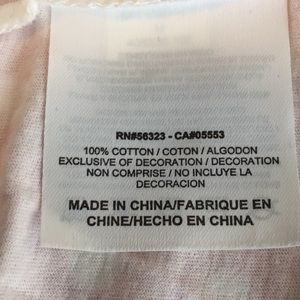 RN#56323 - CA#05553
100% COTTON / COTON / ALGODON
EXCLUSIVE OF DECORATION / DECORATION
NON COMPRISE / NO INCLUYE LA
DECORACION
MADE IN CHINA/FABRIQUE EN
CHINE/HECHO EN CHINA